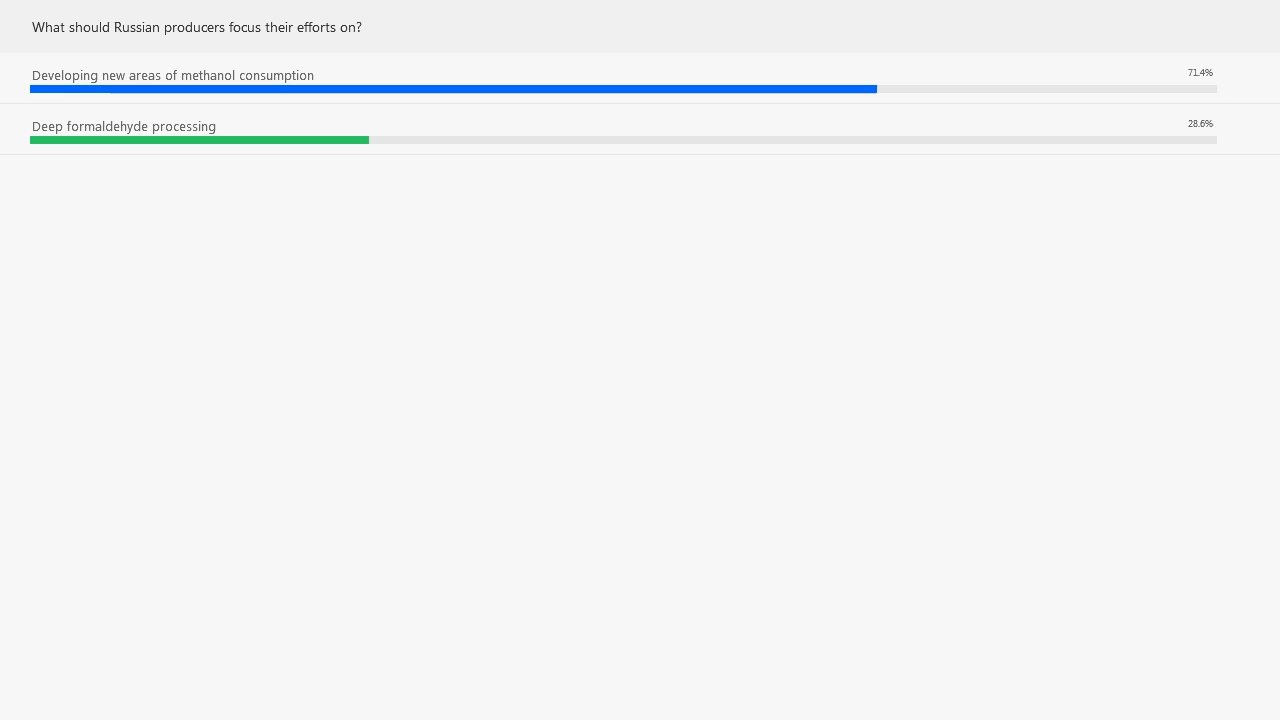 What should Russian producers focus their efforts on?
Developing new areas of methanol consumption
71.4%
Deep formaldehyde processing
28.6%